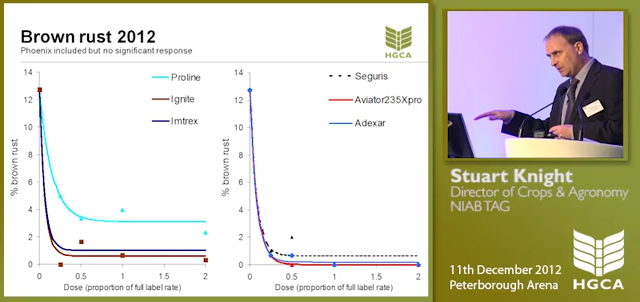 Brown rust 2012
Phoenix included but no significant response
HGCA
14
12
10
8
6
4
2
0
% brown rust
Proline
Ignite
Imtrex
0
0.5
1
1.5
2
Dose (proportion of full label rate)
14
12
10
8
6
4
2
0
% brown rust
Seguris
Aviator235Xpro
Adexar
0
0.5
1
1.5
2
Dose (proportion of full label rate)
Stuart Knight
Director of Crops & Agronomy
NIAB TAG
11th December 2012
Peterborough Arena
HGCA